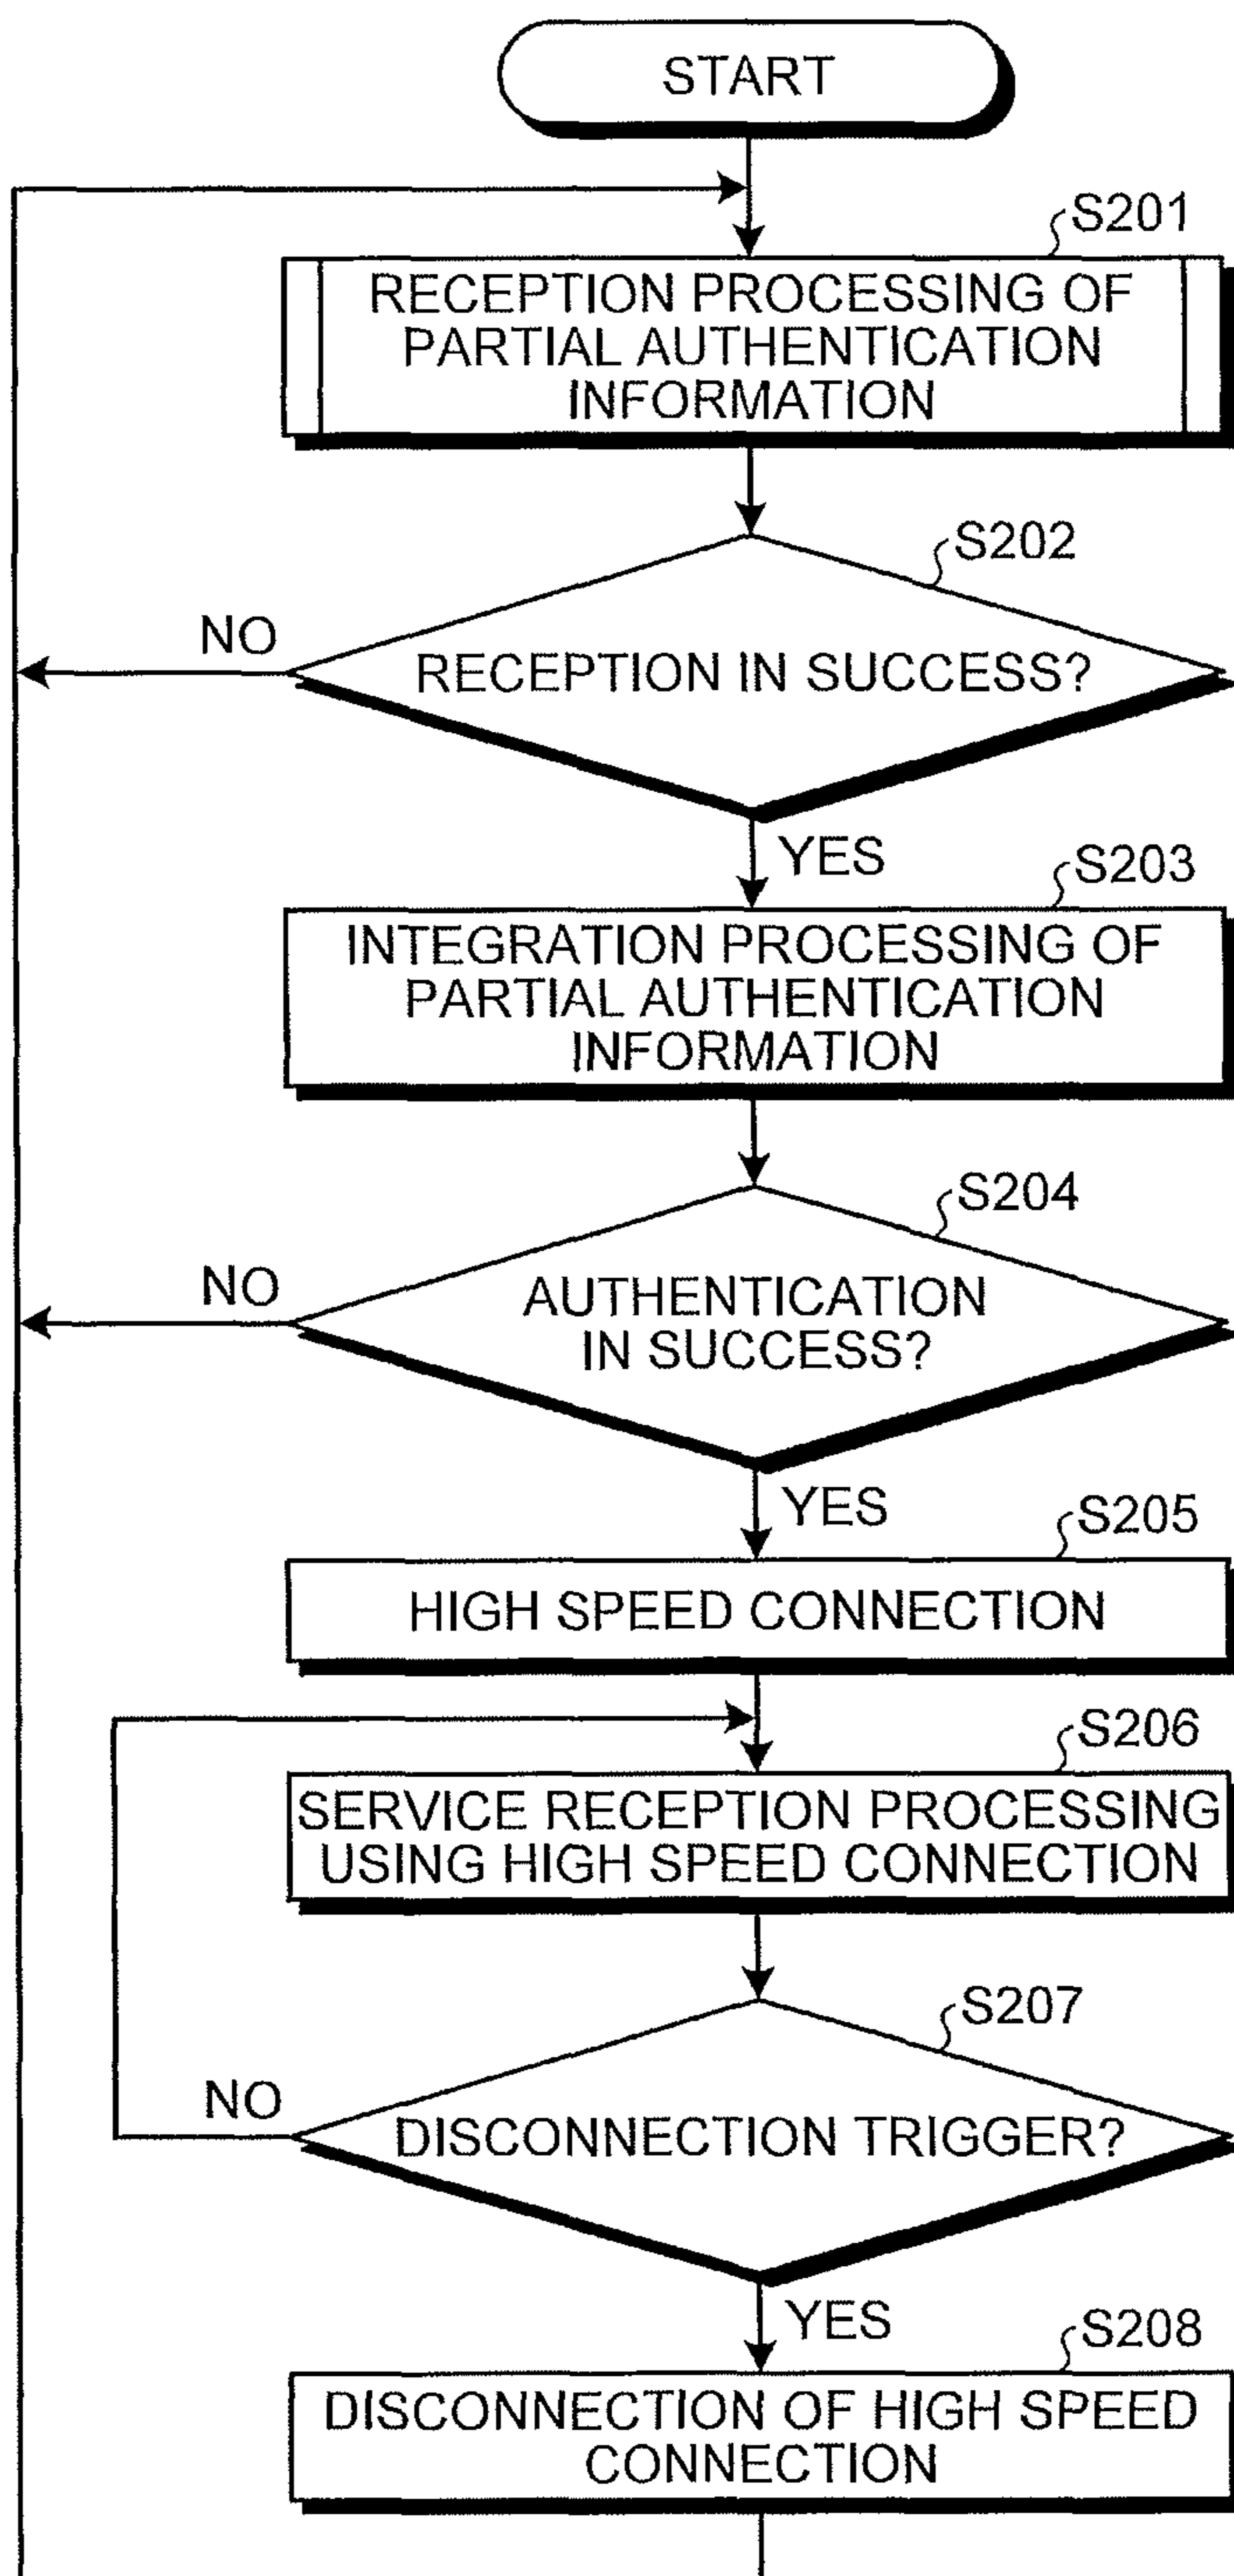 START
S201
RECEPTION PROCESSING OF
PARTIAL AUTHENTICATION
INFORMATION
S202
NO
RECEPTION IN SUCCESS?
YES
S203
INTEGRATION PROCESSING OF
PARTIAL AUTHENTICATION
INFORMATION
S204
NO
AUTHENTICATION
IN SUCCESS?
YES
S205
HIGH SPEED CONNECTION
S206
SERVICE RECEPTION PROCESSING
USING HIGH SPEED CONNECTION
S207
NO
DISCONNECTION TRIGGER?
YES
S208
DISCONNECTION OF HIGH SPEED
CONNECTION